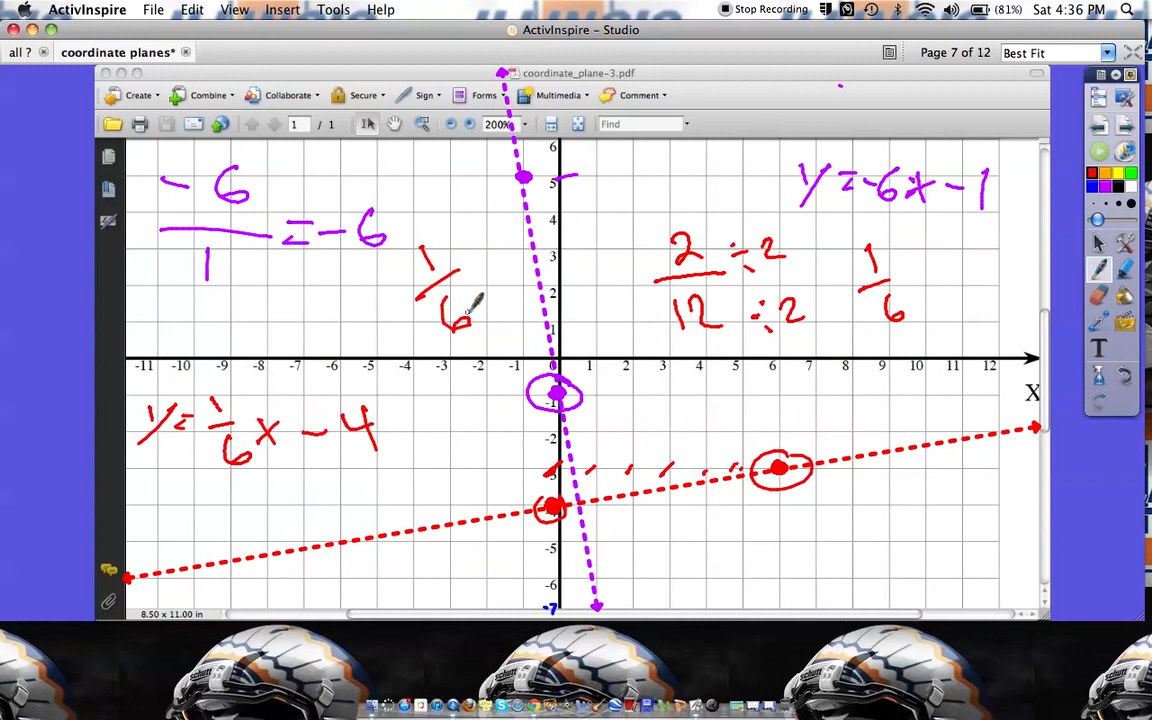 ActivInspire File Edit View Insert Tools Help Stop Recording (81%) Sat 4:36 PM
ActivInspire - Studio
all ? coordinate planes* Page 7 of 12 Best Fit
coordinate_plane-3.pdf
Create Combine Collaborate Secure Sign Forms Multimedia Comment
1 / 1 200% Find
6
5
4
3
2
1
-11 -10 -9 -8 -7 -6 -5 -4 -3 -2 -1 0 1 2 3 4 5 6 7 8 9 10 11 12
X
-1
-2
-3
-5
-6
-7
-6
1
= -6
1/6
y = -6x - 1
2 ÷ 2
12 ÷ 2
1
6
y = 1/6 x - 4
T
8.50 x 11.00 in
schutt